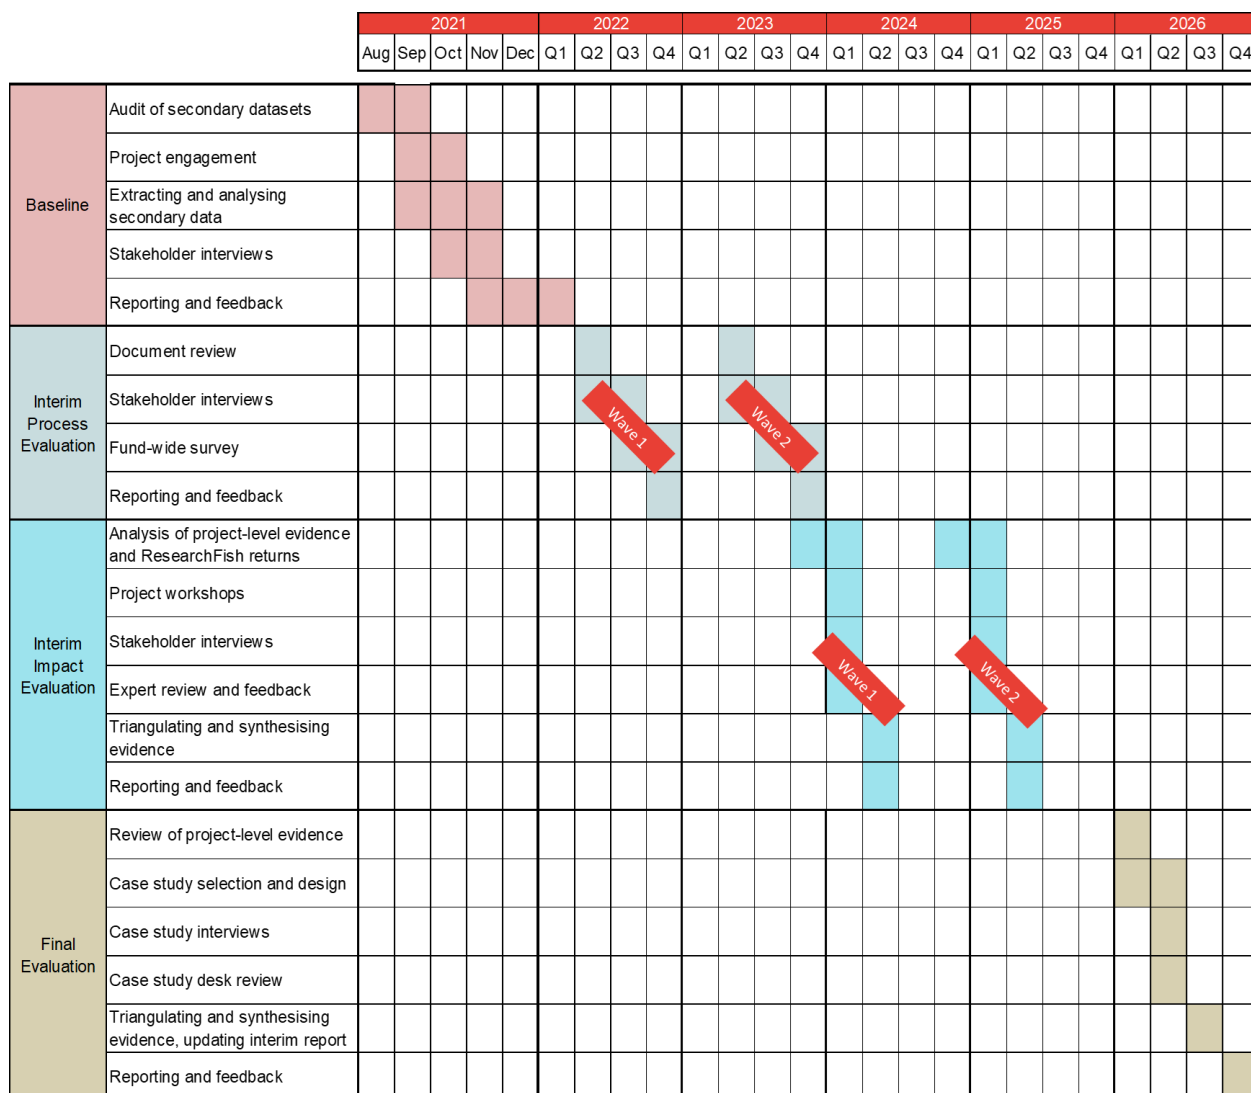 2021 2022 2023 2024 2025 2026
Aug Sep Oct Nov Dec Q1 Q2 Q3 Q4 Q1 Q2 Q3 Q4 Q1 Q2 Q3 Q4 Q1 Q2 Q3 Q4 Q1 Q2 Q3 Q4
Baseline
Audit of secondary datasets
Project engagement
Extracting and analysing
secondary data
Stakeholder interviews
Reporting and feedback
Interim
Process
Evaluation
Document review
Stakeholder interviews
Fund-wide survey
Reporting and feedback
Wave 1
Wave 2
Interim
Impact
Evaluation
Analysis of project-level evidence
and ResearchFish returns
Project workshops
Stakeholder interviews
Expert review and feedback
Triangulating and synthesising
evidence
Reporting and feedback
Wave 1
Wave 2
Final
Evaluation
Review of project-level evidence
Case study selection and design
Case study interviews
Case study desk review
Triangulating and synthesising
evidence, updating interim report
Reporting and feedback